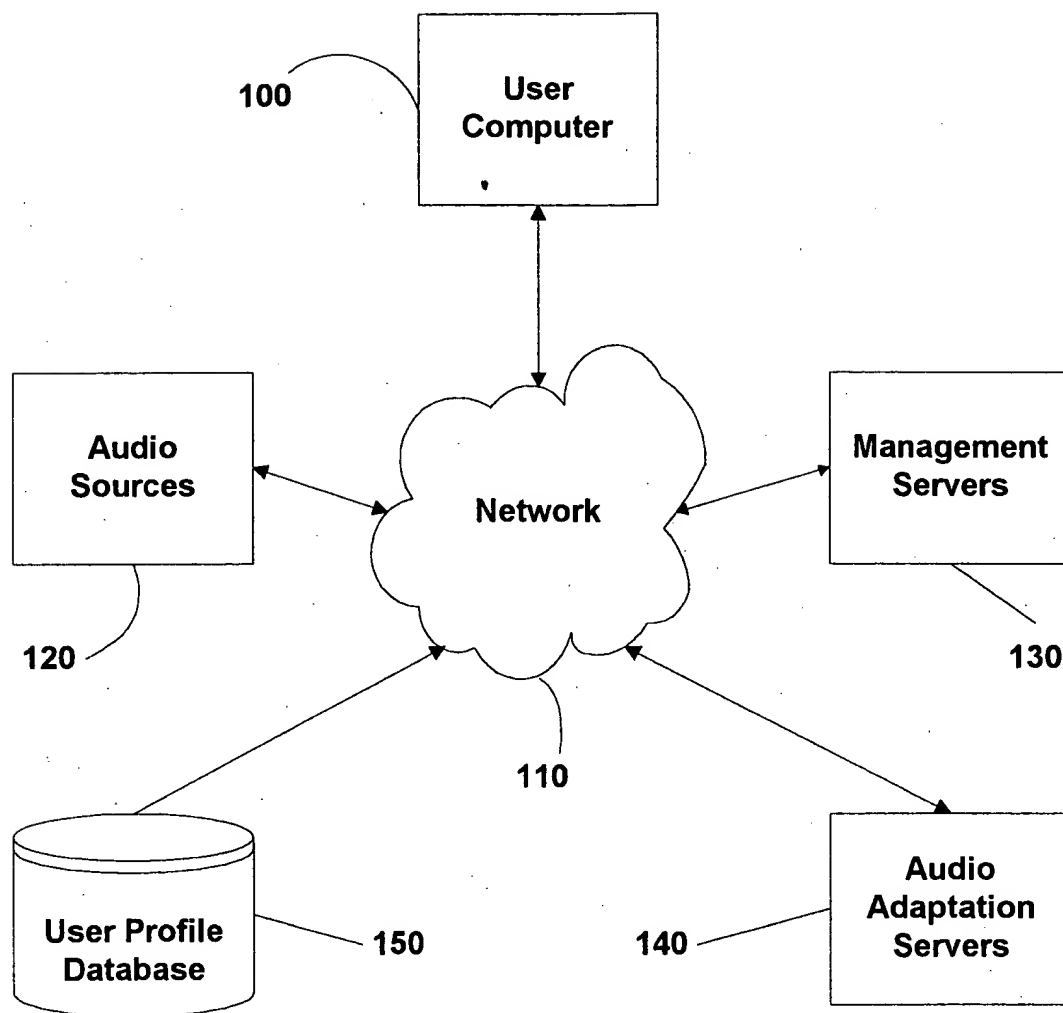 100
User
Computer
Audio
Sources
Network
Management
Servers
120
130
110
User Profile
Database
150
140
Audio
Adaptation
Servers